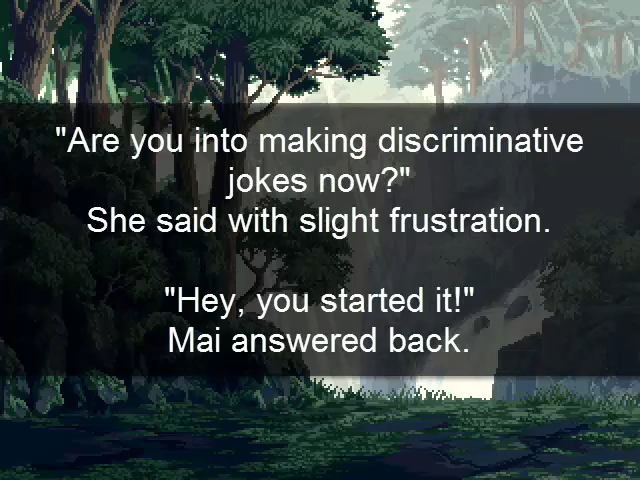 "Are you into making discriminative
jokes now?"
She said with slight frustration.
"Hey, you started it!"
Mai answered back.